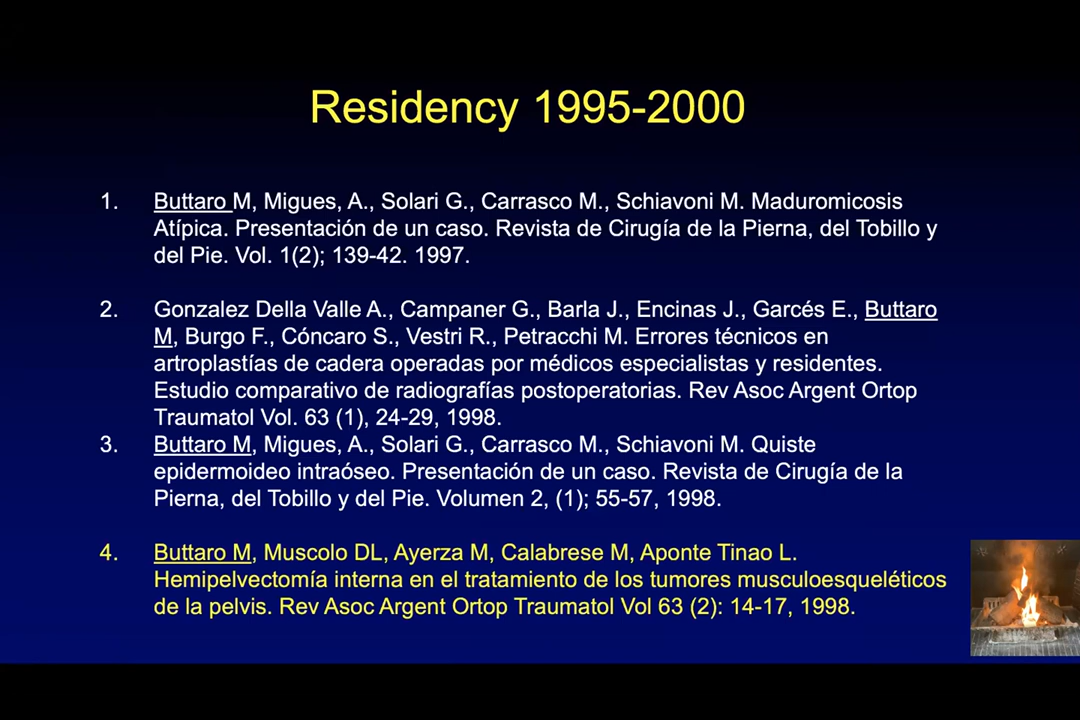 Residency 1995-2000
1. Buttaro M, Migues, A., Solari G., Carrasco M., Schiavoni M. Maduromicosis
Atípica. Presentación de un caso. Revista de Cirugía de la Pierna, del Tobillo y
del Pie. Vol. 1(2); 139-42. 1997.
2. Gonzalez Della Valle A., Campaner G., Barla J., Encinas J., Garcés E., Buttaro
M, Burgo F., Cóncaro S., Vestri R., Petracchi M. Errores técnicos en
artroplastías de cadera operadas por médicos especialistas y residentes.
Estudio comparativo de radiografías postoperatorias. Rev Asoc Argent Ortop
Traumatol Vol. 63 (1), 24-29, 1998.
3. Buttaro M, Migues, A., Solari G., Carrasco M., Schiavoni M. Quiste
epidermoideo intraóseo. Presentación de un caso. Revista de Cirugía de la
Pierna, del Tobillo y del Pie. Volumen 2, (1); 55-57, 1998.
4. Buttaro M, Muscolo DL, Ayerza M, Calabrese M, Aponte Tinao L.
Hemipelvectomía interna en el tratamiento de los tumores musculoesqueléticos
de la pelvis. Rev Asoc Argent Ortop Traumatol Vol 63 (2): 14-17, 1998.